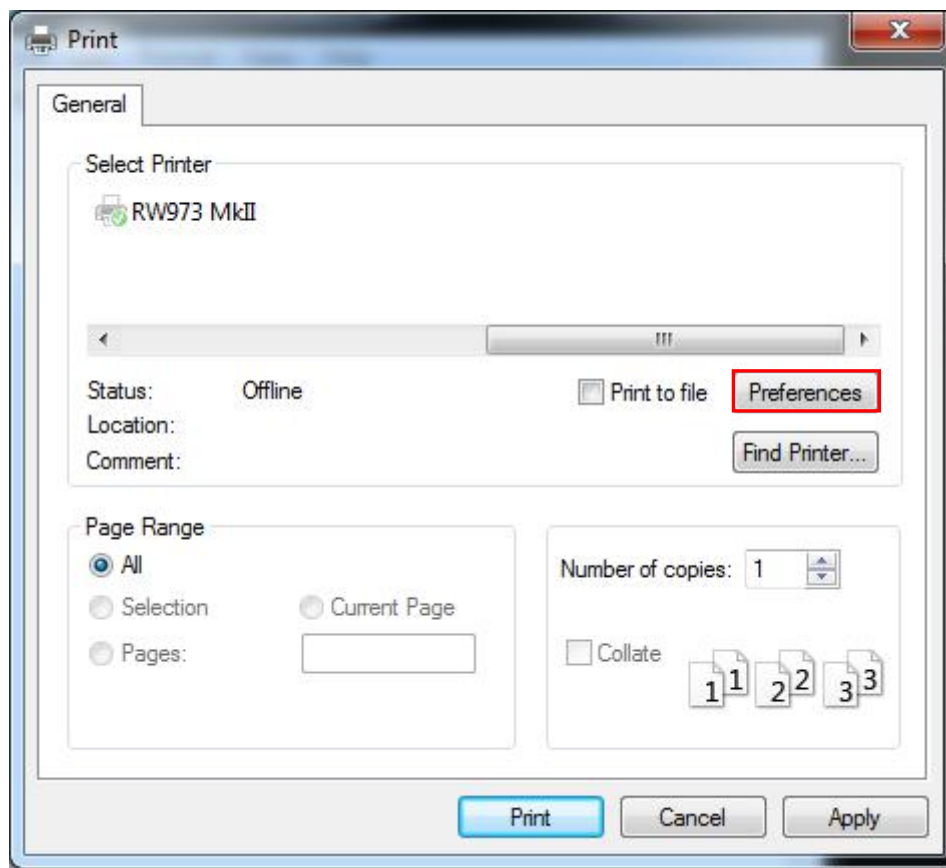 Print
General
Select Printer
RW973 MkII
Status: Offline
Print to file
Preferences
Location:
Comment:
Find Printer...
Page Range
All
Selection
Current Page
Pages:
Number of copies: 1
Collate
1 1 2 2 3 3
Print
Cancel
Apply